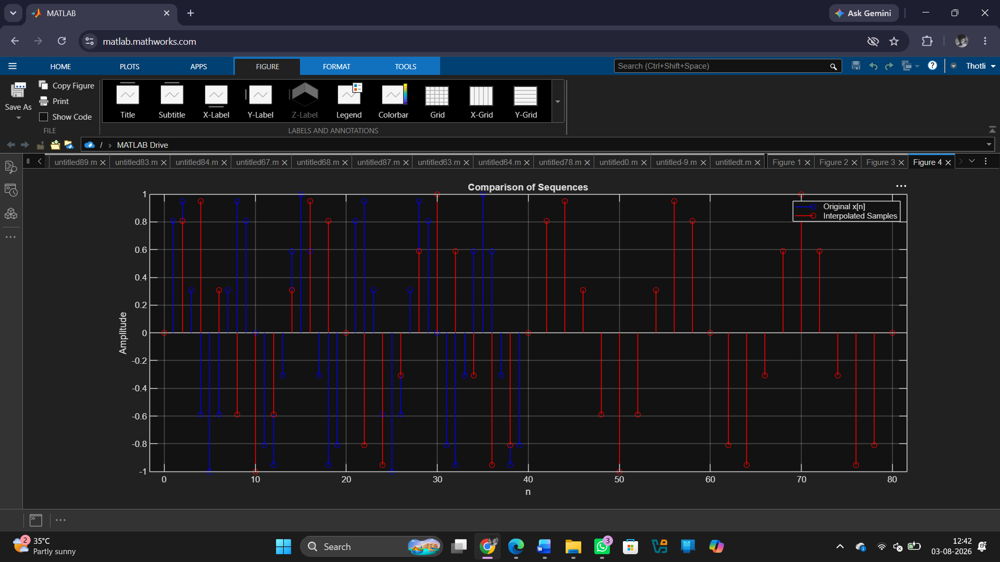 MATLAB
Ask Gemini
matlab.mathworks.com
HOME PLOTS APPS FIGURE FORMAT TOOLS Search (Ctrl+Shift+Space) ? Thotli
Save As
Copy Figure
Print
Show Code
FILE
Title Subtitle X-Label Y-Label Z-Label Legend Colorbar Grid X-Grid Y-Grid
LABELS AND ANNOTATIONS
/ › MATLAB Drive
untitled89.m untitled83.m untitled84.m untitled67.m untitled68.m untitled87.m untitled63.m untitled64.m untitled78.m untitled0.m untitled-9.m untitledt.m Figure 1 Figure 2 Figure 3 Figure 4
Comparison of Sequences
Original x[n]
Interpolated Samples
1
0.8
0.6
0.4
0.2
0
-0.2
-0.4
-0.6
-0.8
-1
Amplitude
0 10 20 30 40 50 60 70 80
n
2
35°C
Partly sunny
Search
3
12:42
03-08-2026